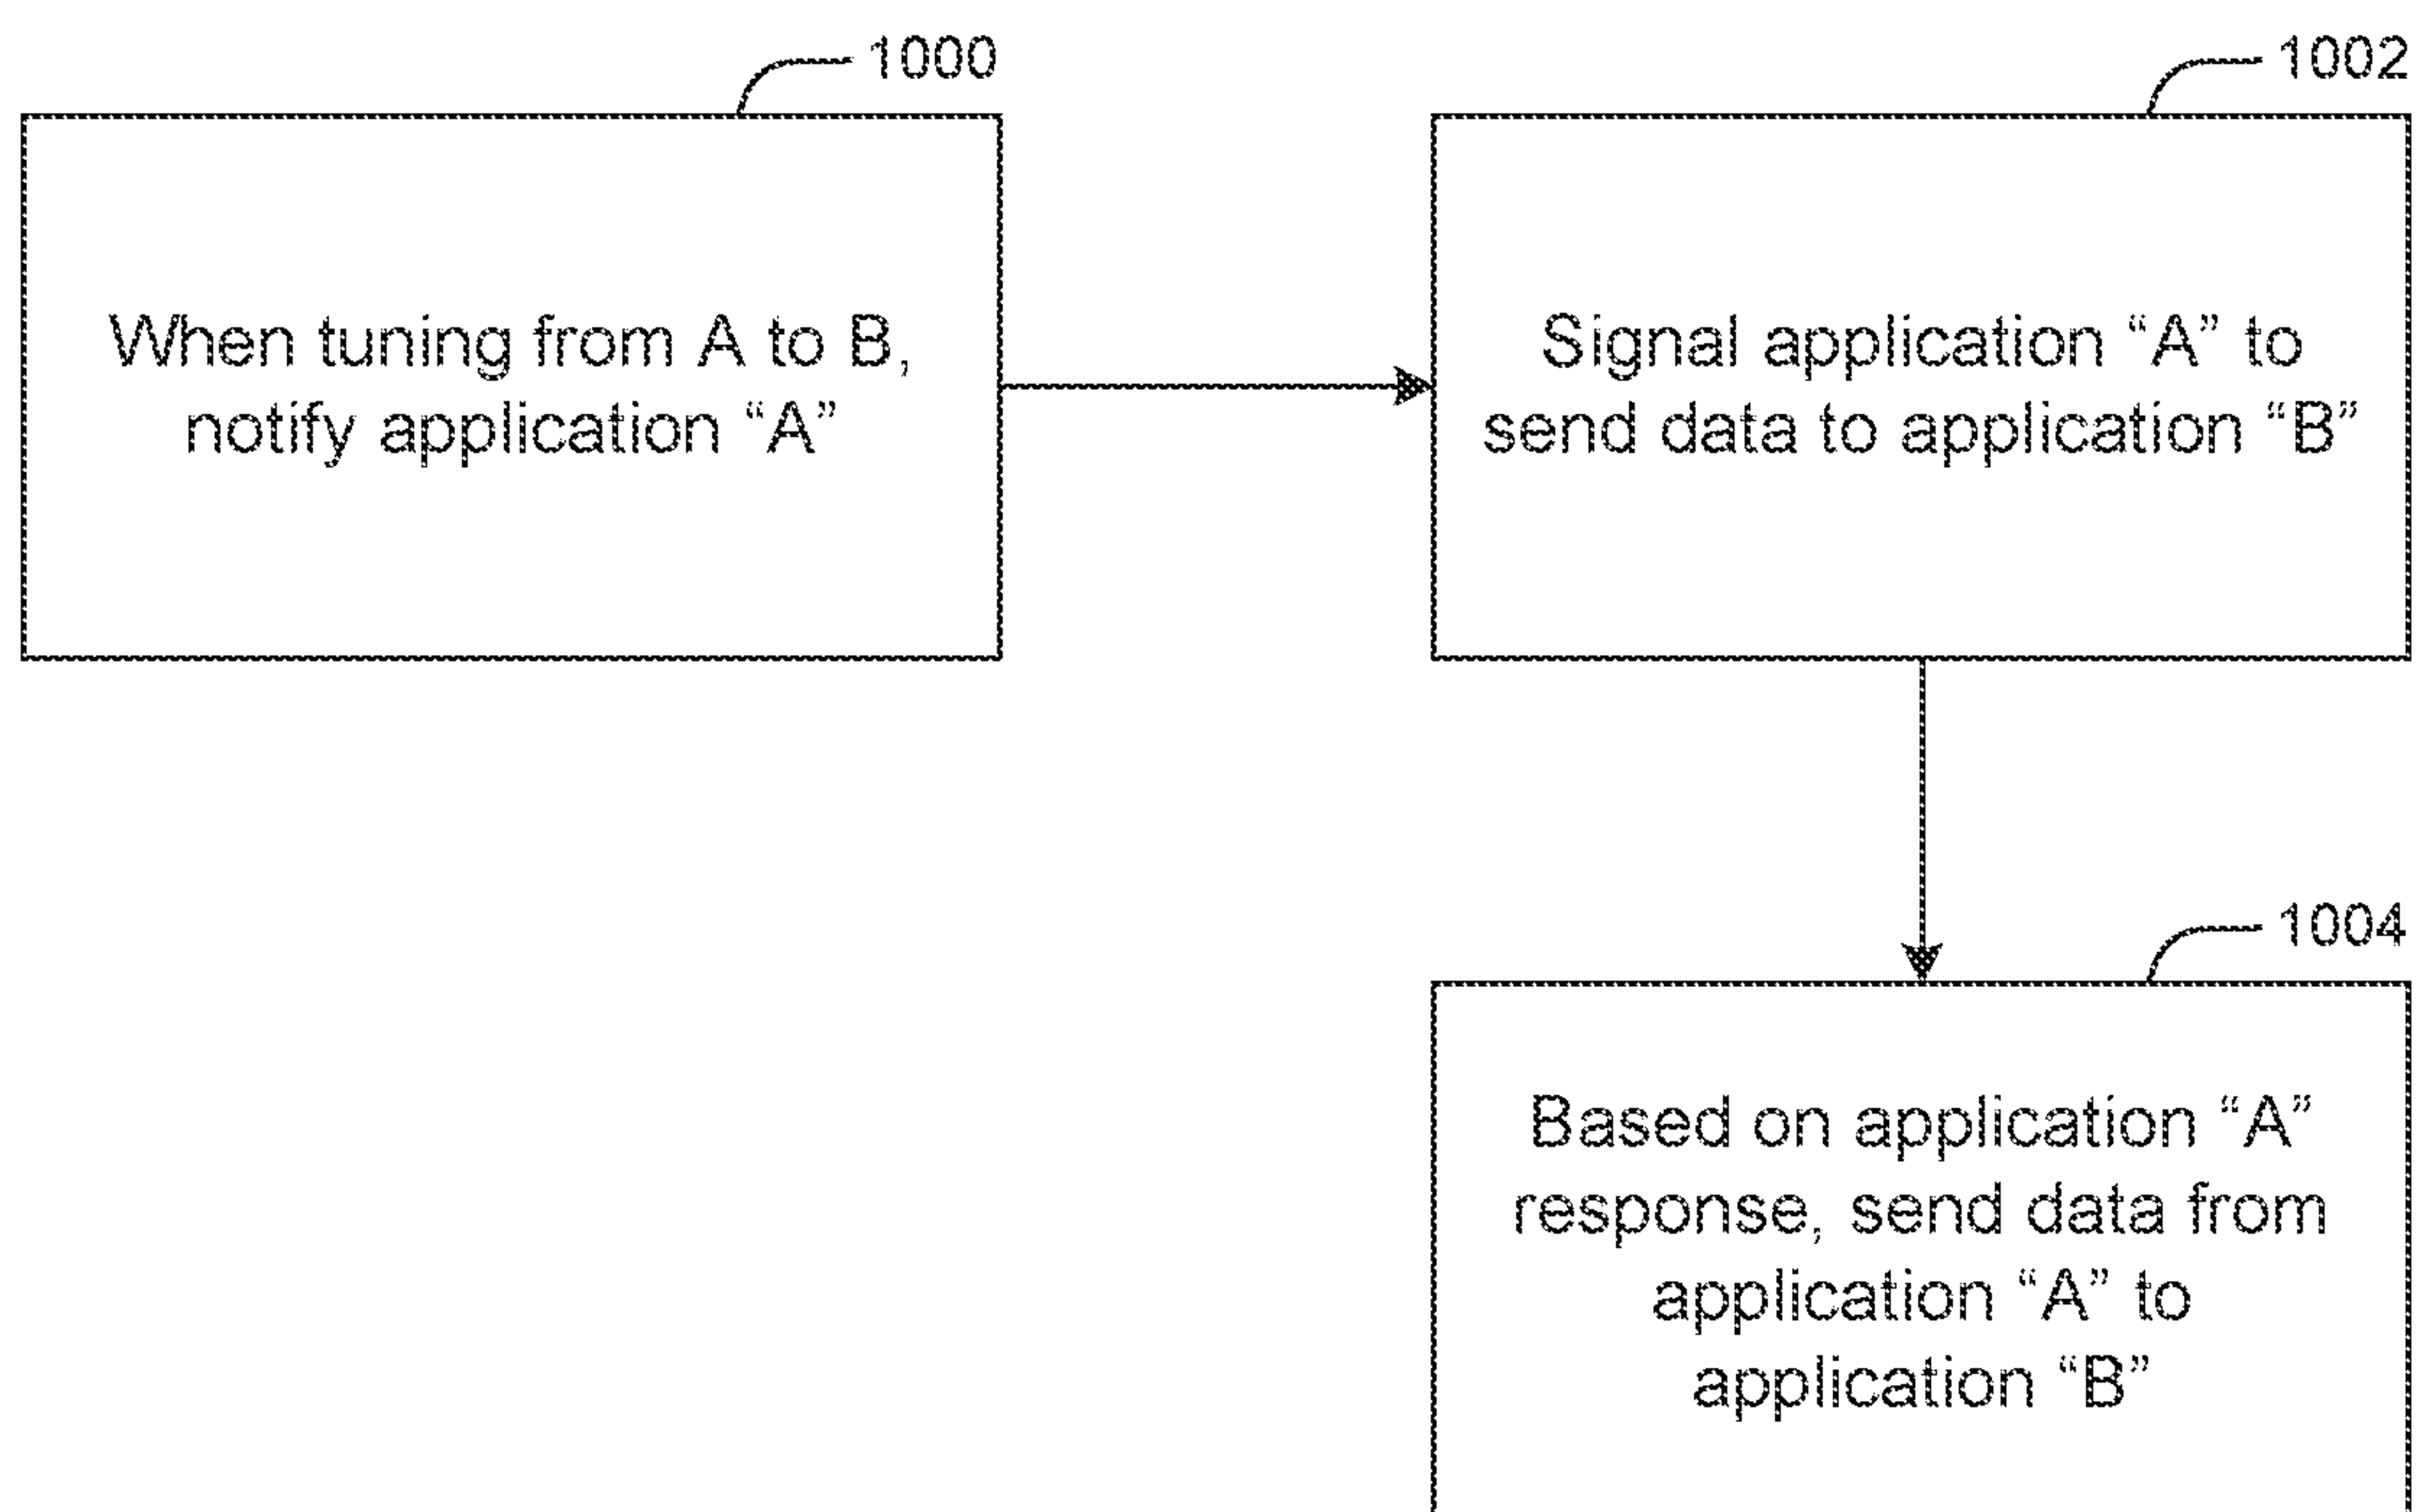 1000
When tuning from A to B,
notify application “A”
1002
Signal application “A” to
send data to application “B”
1004
Based on application “A”
response, send data from
application “A” to
application “B”